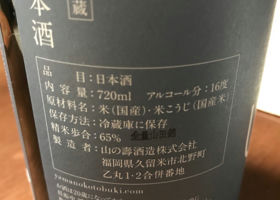 蔵
本酒
品目：日本酒
内容量：720ml アルコール分：16度
原材料名：米（国産）・米こうじ（国産米）
保存方法：冷蔵庫に保存
精米歩合：65%
製造者：山の壽酒造株式会社
福岡県久留米市北野町
乙丸1・2合併番地
yamanokotobuki.com